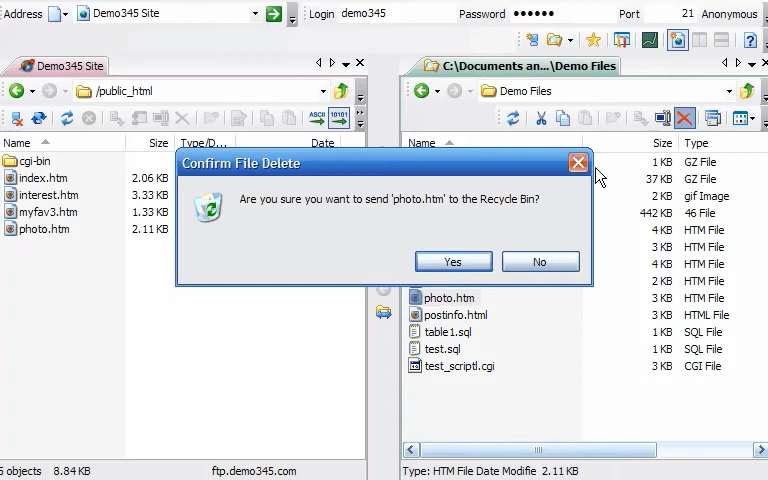 Address Demo345 Site Login demo345 Password •••••• Port 21 Anonymous
Demo345 Site
C:\Documents an...\Demo Files
/public_html
Demo Files
ASCII
10101
Name Size Type/D... Date
cgi-bin
index.htm 2.06 KB
interest.htm 3.33 KB
myfav3.htm 1.33 KB
photo.htm 2.11 KB
Name Size Type
1 KB GZ File
37 KB GZ File
2 KB gif Image
442 KB 46 File
4 KB HTM File
3 KB HTM File
4 KB HTM File
2 KB HTM File
photo.htm 3 KB HTM File
postinfo.html 2 KB HTML File
table1.sql 1 KB SQL File
test.sql 1 KB SQL File
test_scriptl.cgi 3 KB CGI File
Confirm File Delete
Are you sure you want to send 'photo.htm' to the Recycle Bin?
Yes No
objects 8.84 KB ftp.demo345.com
Type: HTM File Date Modifie 2.11 KB